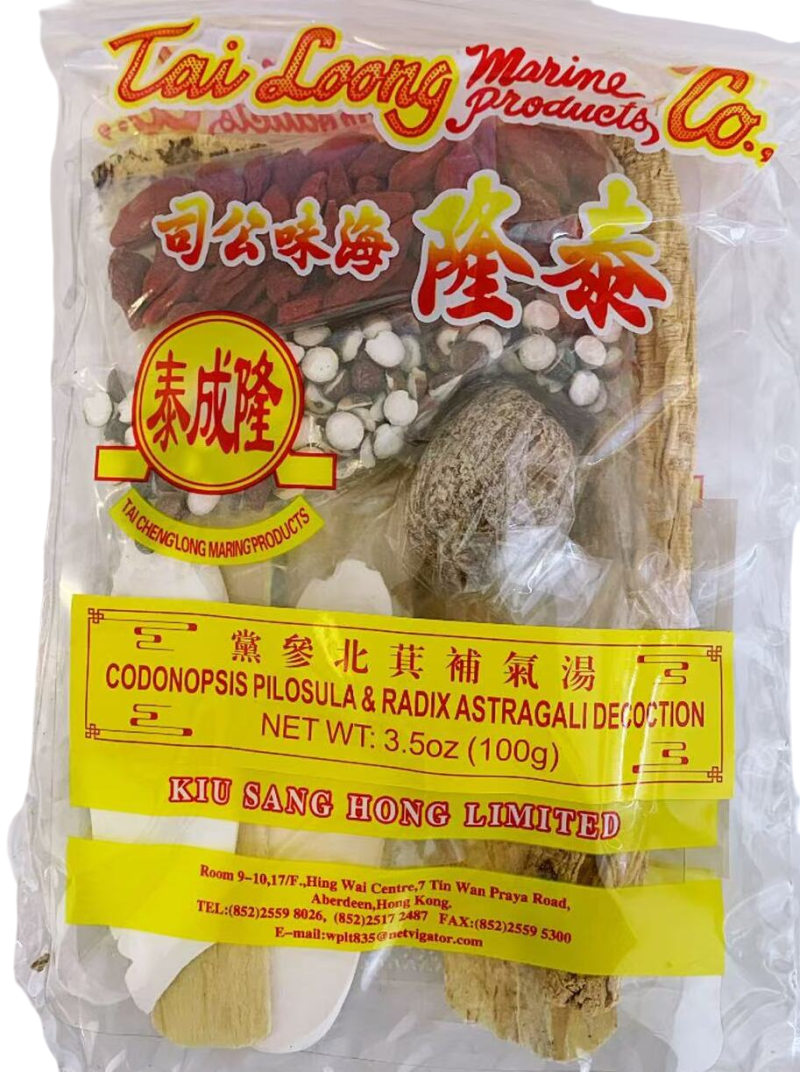 Tai Loong Marine Products, Co.,
泰隆海味公司
泰成隆
TAI CHENG LONG MARING PRODUCTS
黨參北萁補氣湯
CODONOPSIS PILOSULA & RADIX ASTRAGALI DECOCTION
NET WT: 3.5oz (100g)
KIU SANG HONG LIMITED
Room 9-10,17/F.,Hing Wai Centre,7 Tin Wan Praya Road,
Aberdeen,Hong Kong.
TEL:(852)2559 8026, (852)2517 2487 FAX:(852)2559 5300
E-mail:wplt835@netvigator.com